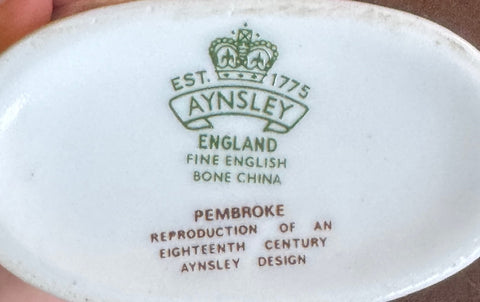 EST. 1775
AYNSLEY
ENGLAND
FINE ENGLISH
BONE CHINA
PEMBROKE
REPRODUCTION OF AN
EIGHTEENTH CENTURY
AYNSLEY DESIGN